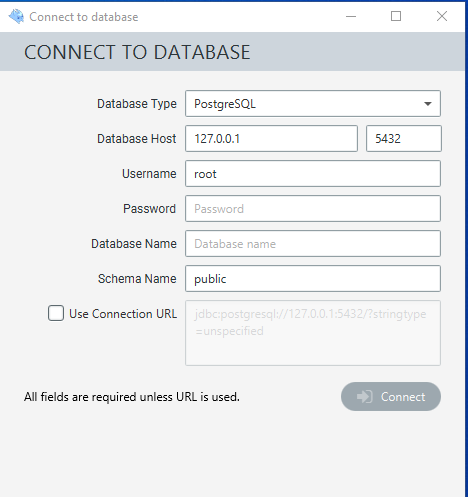 Connect to database
CONNECT TO DATABASE
Database Type PostgreSQL
Database Host 127.0.0.1 5432
Username root
Password Password
Database Name Database name
Schema Name public
Use Connection URL jdbc:postgresql://127.0.0.1:5432/?stringtype
=unspecified
All fields are required unless URL is used. Connect